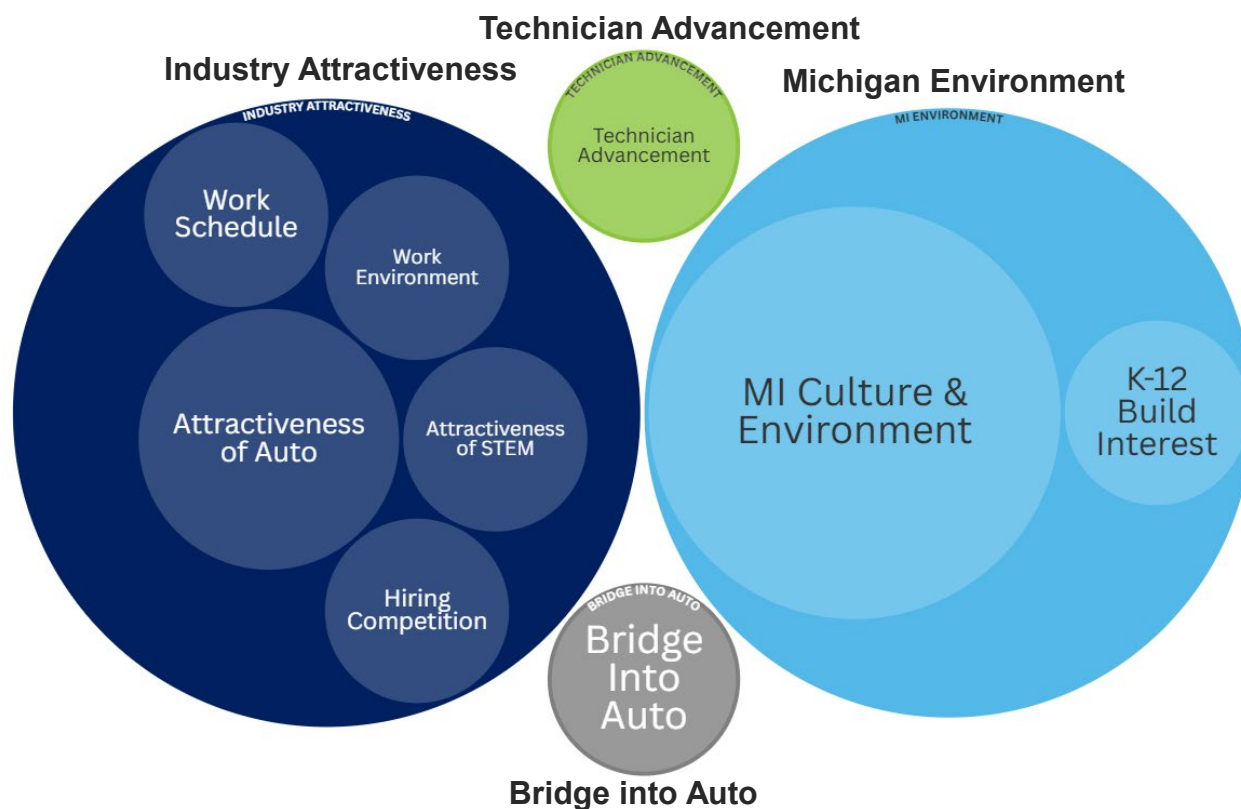 Technician Advancement
Industry Attractiveness
Michigan Environment
TECHNICIAN ADVANCEMENT
Technician
Advancement
INDUSTRY ATTRACTIVENESS
Work
Schedule
Work
Environment
Attractiveness
of Auto
Attractiveness
of STEM
Hiring
Competition
MI ENVIRONMENT
MI Culture &
Environment
K-12
Build
Interest
BRIDGE INTO AUTO
Bridge
Into
Auto
Bridge into Auto